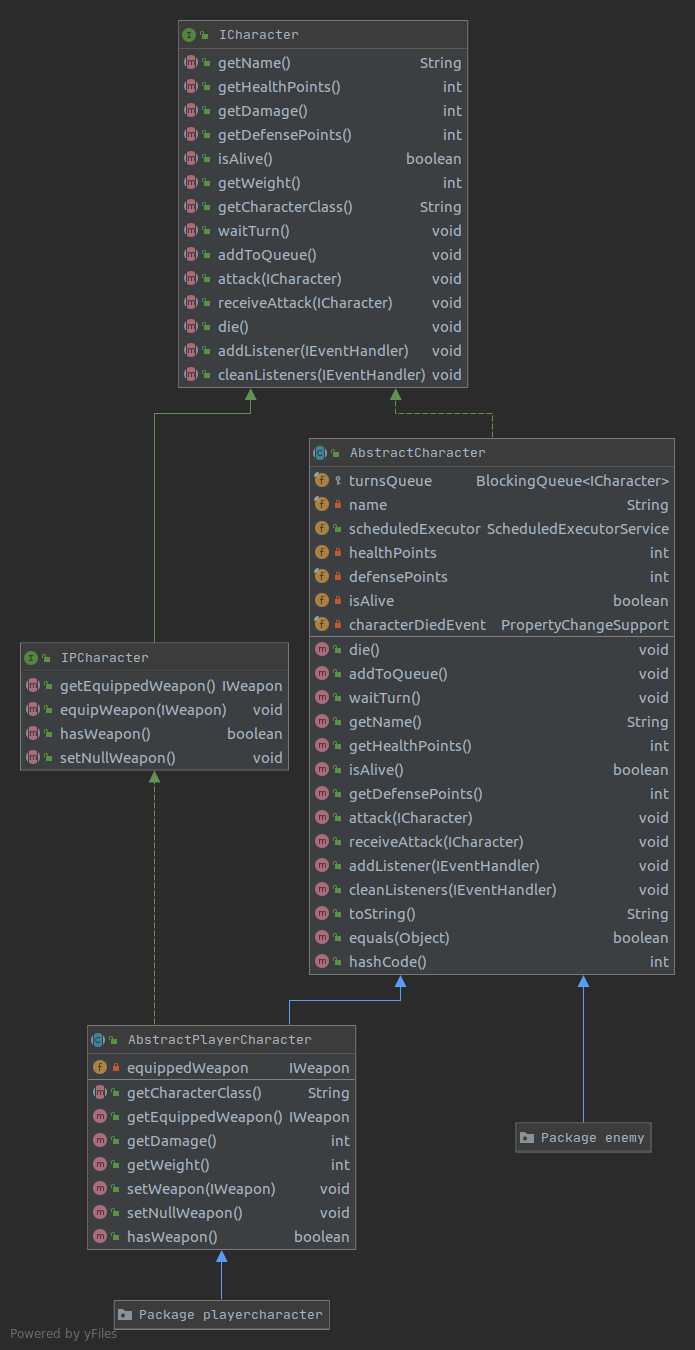 ICharacter
getName() String
getHealthPoints() int
getDamage() int
getDefensePoints() int
isAlive() boolean
getWeight() int
getCharacterClass() String
waitTurn() void
addToQueue() void
attack(ICharacter) void
receiveAttack(ICharacter) void
die() void
addListener(IEventHandler) void
cleanListeners(IEventHandler) void
AbstractCharacter
turnsQueue BlockingQueue<ICharacter>
name String
scheduledExecutor ScheduledExecutorService
healthPoints int
defensePoints int
isAlive boolean
characterDiedEvent PropertyChangeSupport
die() void
addToQueue() void
waitTurn() void
getName() String
getHealthPoints() int
isAlive() boolean
getDefensePoints() int
attack(ICharacter) void
receiveAttack(ICharacter) void
addListener(IEventHandler) void
cleanListeners(IEventHandler) void
toString() String
equals(Object) boolean
hashCode() int
IPCharacter
getEquippedWeapon() IWeapon
equipWeapon(IWeapon) void
hasWeapon() boolean
setNullWeapon() void
AbstractPlayerCharacter
equippedWeapon IWeapon
getCharacterClass() String
getEquippedWeapon() IWeapon
getDamage() int
getWeight() int
setWeapon(IWeapon) void
setNullWeapon() void
hasWeapon() boolean
Package enemy
Package playercharacter
Powered by yFiles